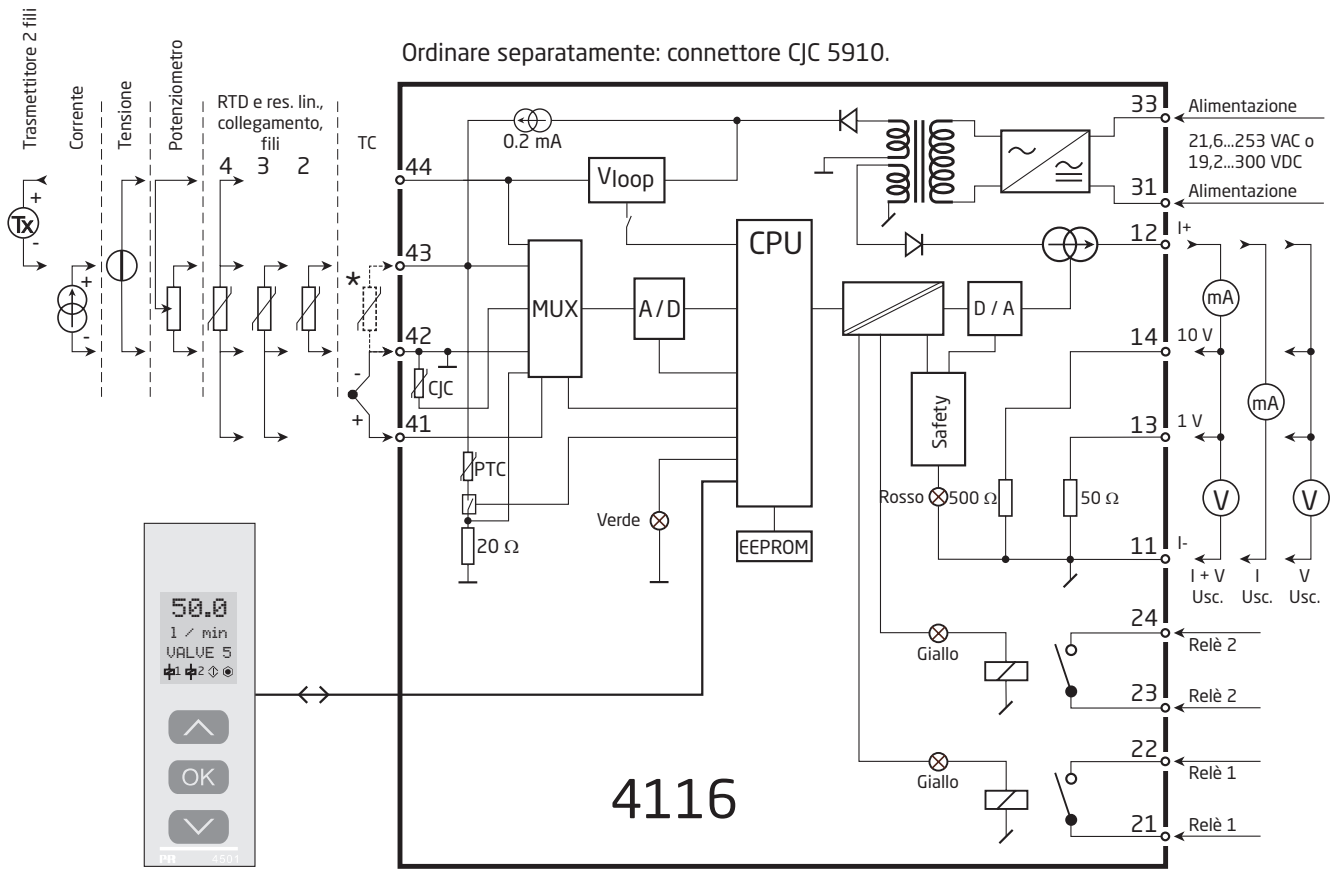 Ordinare separatamente: connettore CJC 5910.
Trasmettitore 2 fili
Corrente
Tensione
Potenziometro
RTD e res. lin.,
collegamento,
fili
4 3 2
TC
+
Tx
-
+
-
*
-
+
44
43
42
41
0.2 mA
Vloop
MUX
A/D
CPU
EEPROM
CJC
PTC
20 Ω
Verde
D / A
Safety
Rosso
500 Ω
50 Ω
Giallo
Giallo
4116
33
Alimentazione
21,6...253 VAC o
19,2...300 VDC
31
Alimentazione
12
I+
14
10 V
13
1 V
11
I-
mA
mA
V
V
I + V
Usc.
I
Usc.
V
Usc.
24
Relè 2
23
Relè 2
22
Relè 1
21
Relè 1
50.0
l / min
VALVE 5
1 2
OK
PR 4501